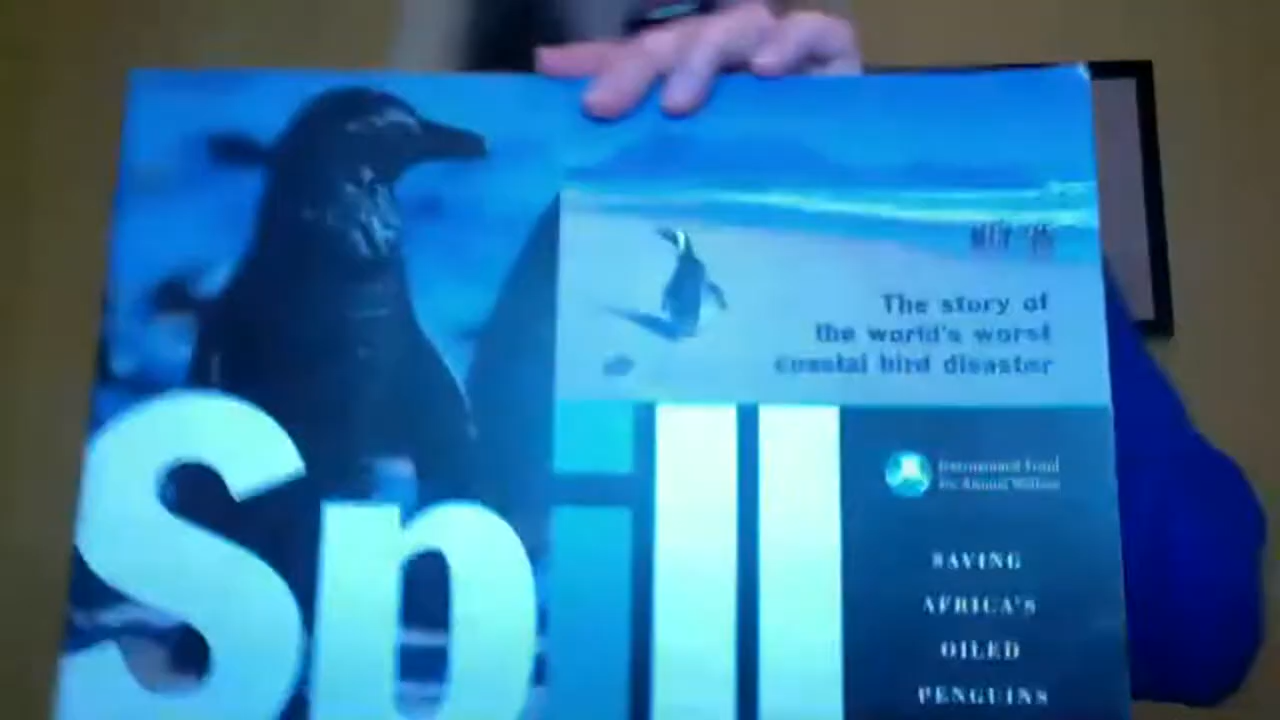 The story of
the world's worst
coastal bird disaster
Spill
International Fund
for Animal Welfare
SAVING
AFRICA'S
OILED
PENGUINS